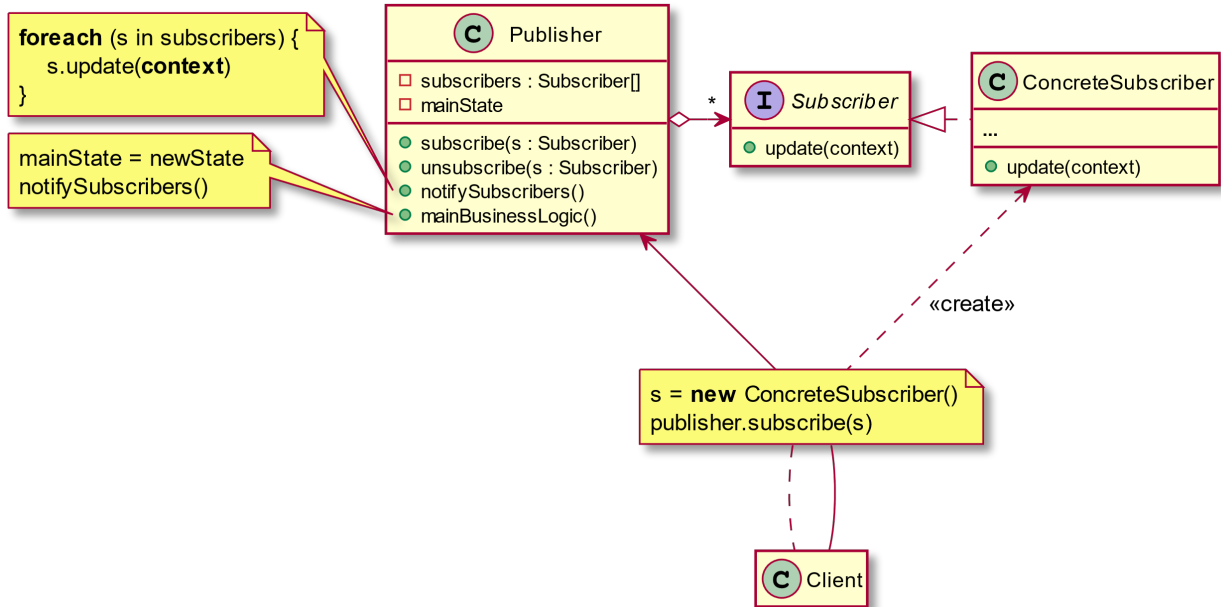 foreach (s in subscribers) {
s.update(context)
}
mainState = newState
notifySubscribers()
C Publisher
subscribers : Subscriber[]
mainState
subscribe(s : Subscriber)
unsubscribe(s : Subscriber)
notifySubscribers()
mainBusinessLogic()
*
I Subscriber
update(context)
C ConcreteSubscriber
...
update(context)
«create»
s = new ConcreteSubscriber()
publisher.subscribe(s)
C Client